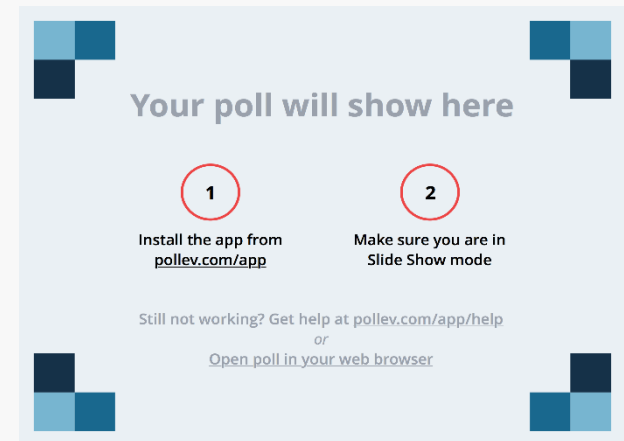 Your poll will show here
1
Install the app from
pollev.com/app
2
Make sure you are in
Slide Show mode
Still not working? Get help at pollev.com/app/help
or
Open poll in your web browser